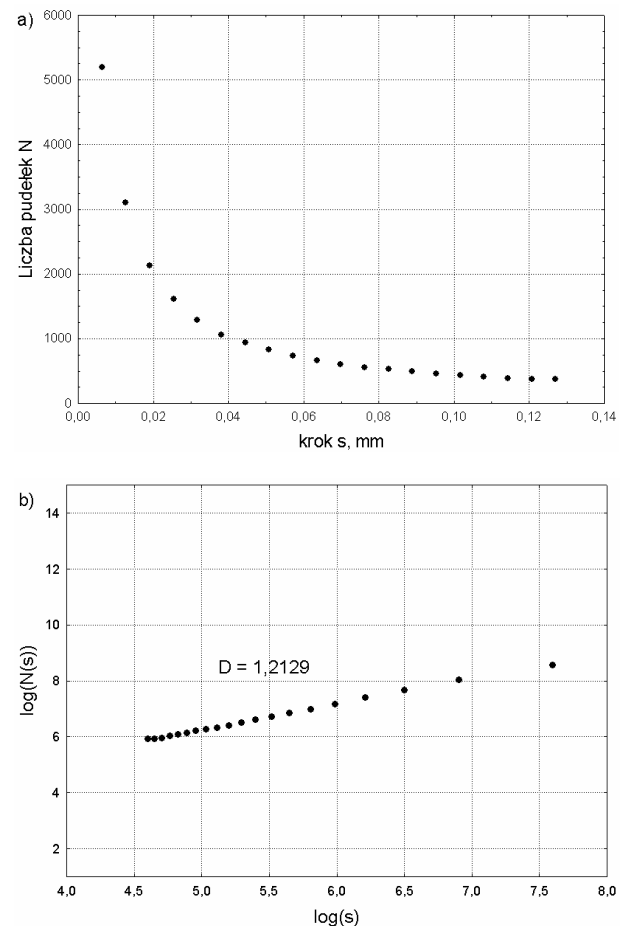 a)
6000
5000
4000
3000
2000
1000
0
Liczba pudełek N
0,00 0,02 0,04 0,06 0,08 0,10 0,12 0,14
krok s, mm
b)
14
12
10
8
6
4
2
log(N(s))
D = 1,2129
4,0 4,5 5,0 5,5 6,0 6,5 7,0 7,5 8,0
log(s)